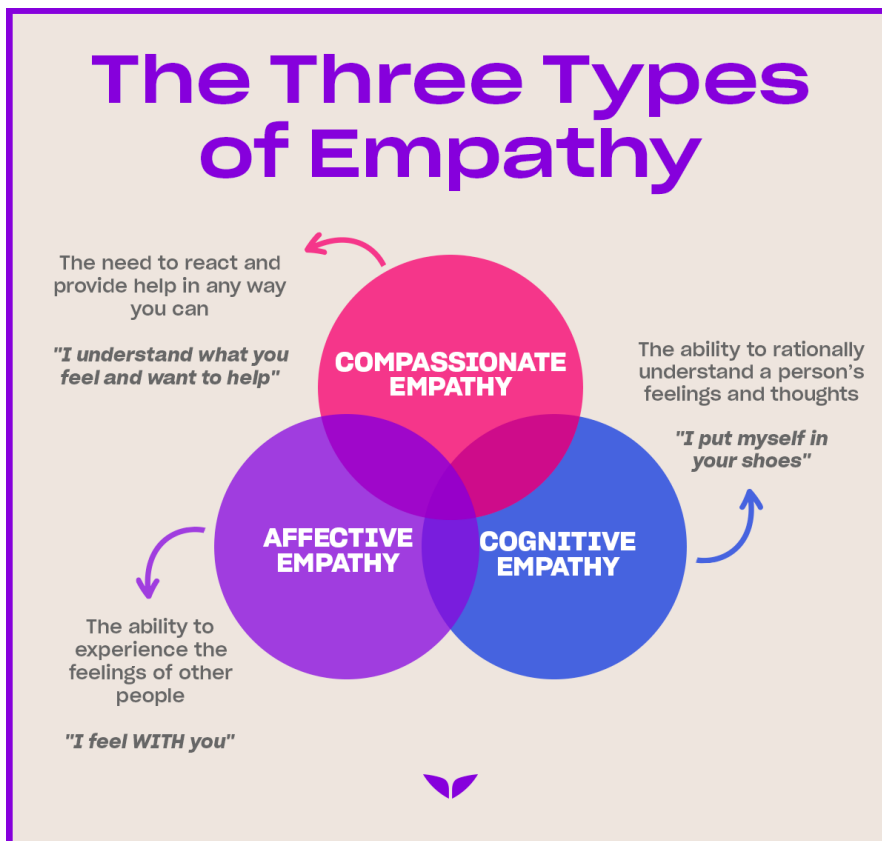 The Three Types
of Empathy
The need to react and
provide help in any way
you can
"I understand what you
feel and want to help"
COMPASSIONATE
EMPATHY
The ability to rationally
understand a person's
feelings and thoughts
"I put myself in
your shoes"
AFFECTIVE
EMPATHY
COGNITIVE
EMPATHY
The ability to
experience the
feelings of other
people
"I feel WITH you"